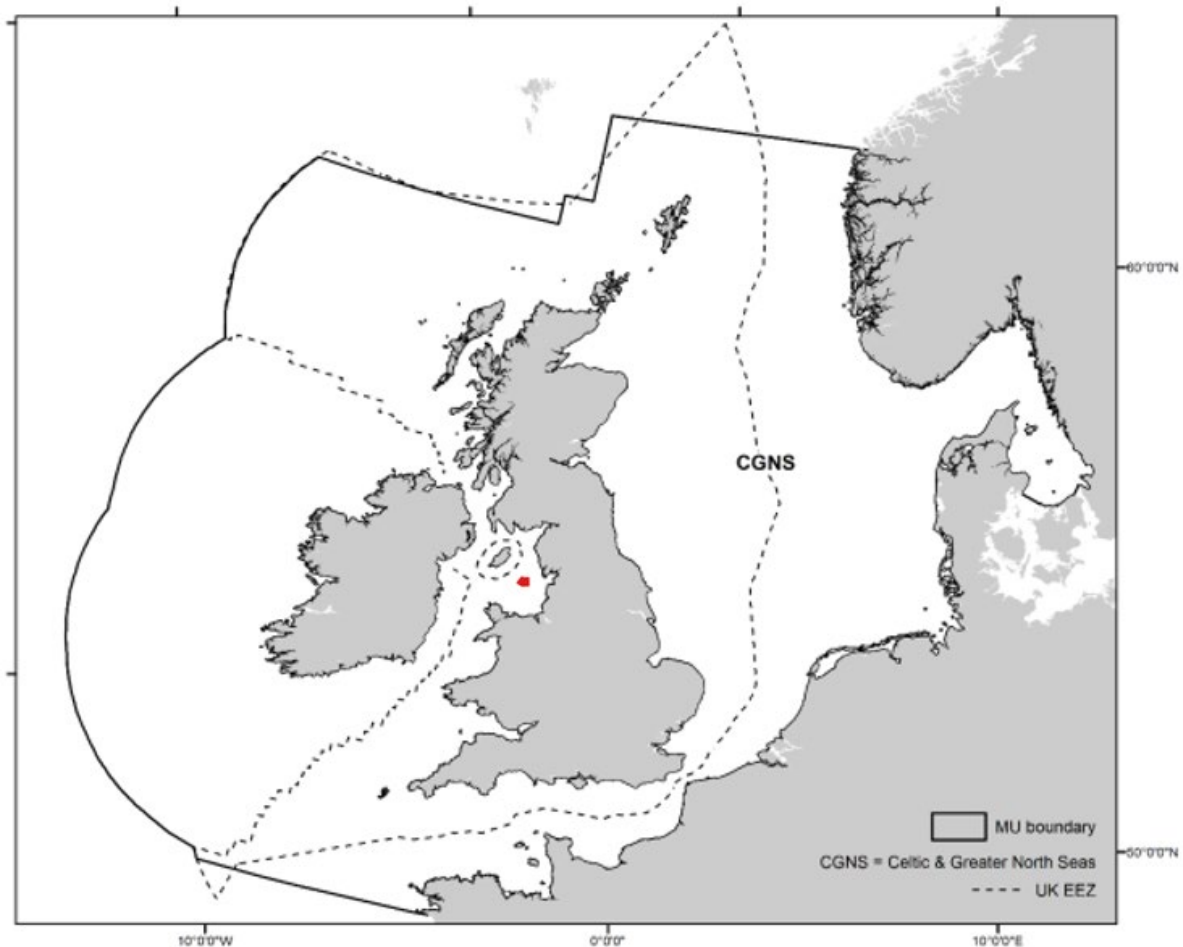 60°0'0"N
CGNS
MU boundary
CGNS = Celtic & Greater North Seas
50°0'0"N
UK EEZ
10°0'0"W
0°0'0"
10°0'0"E